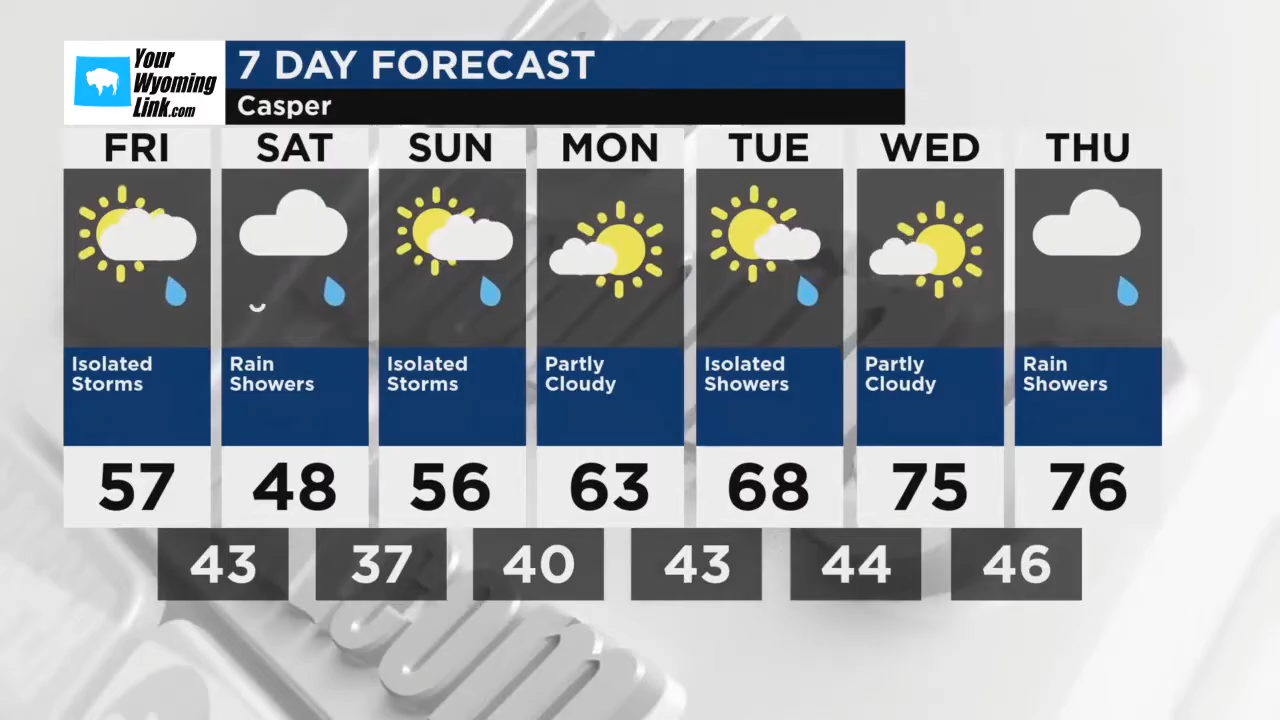 Your
Wyoming
Link.com
7 DAY FORECAST
Casper
FRI SAT SUN MON TUE WED THU
Isolated
Storms
Rain
Showers
Isolated
Storms
Partly
Cloudy
Isolated
Showers
Partly
Cloudy
Rain
Showers
57 48 56 63 68 75 76
43 37 40 43 44 46